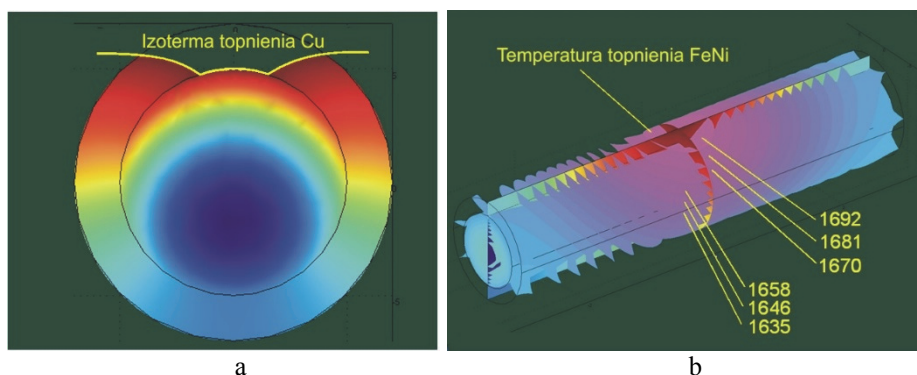 Izoterma topnienia Cu
Temperatura topnienia FeNi
1692
1681
1670
1658
1646
1635
a
b